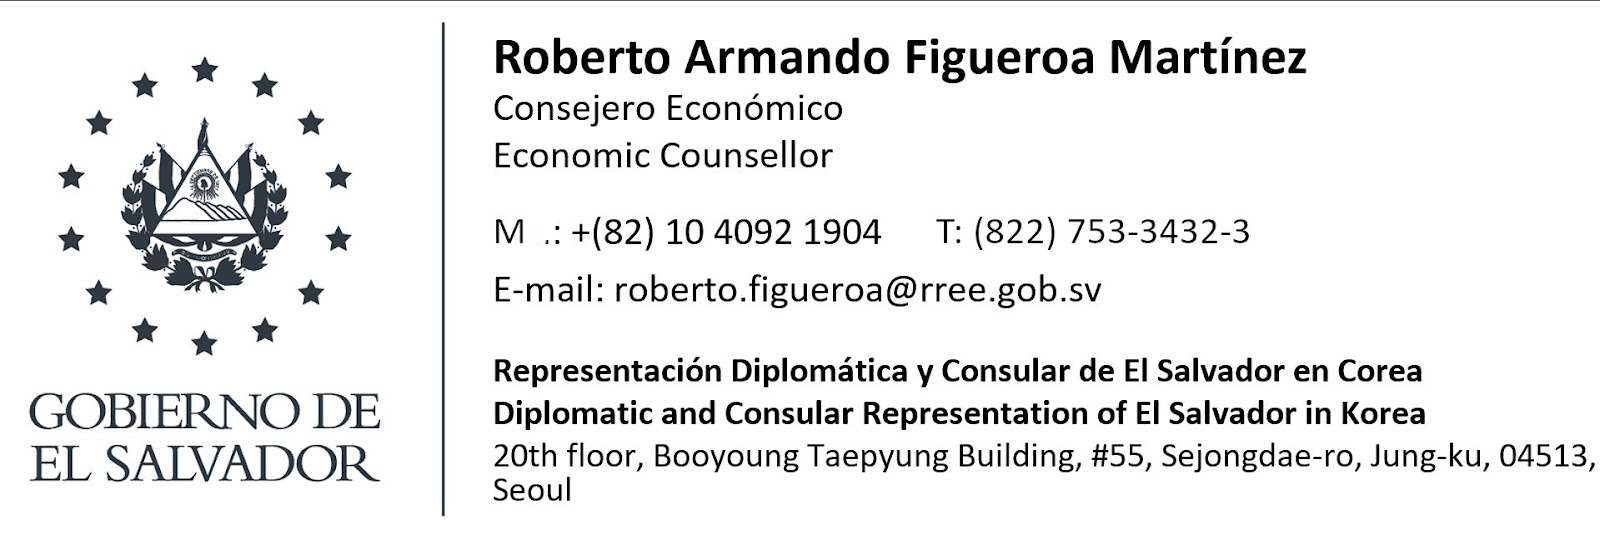 Roberto Armando Figueroa Martínez
Consejero Económico
Economic Counsellor
M .: +(82) 10 4092 1904 T: (822) 753-3432-3
E-mail: roberto.figueroa@rree.gob.sv
Representación Diplomática y Consular de El Salvador en Corea
Diplomatic and Consular Representation of El Salvador in Korea
20th floor, Booyoung Taepyung Building, #55, Sejongdae-ro, Jung-ku, 04513,
Seoul
GOBIERNO DE
EL SALVADOR